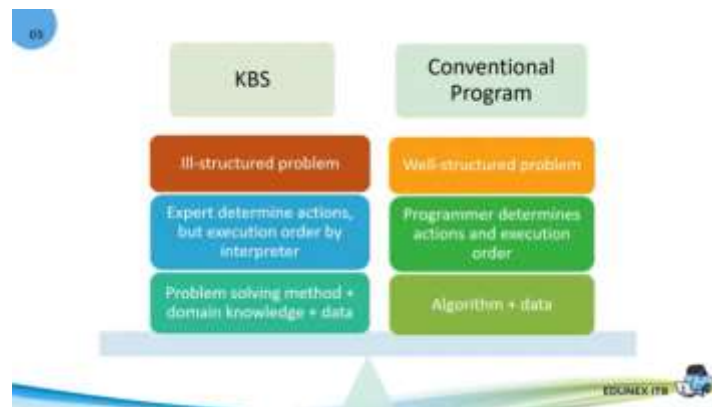 03
KBS
Conventional
Program
Ill-structured problem
Well-structured problem
Expert determine actions,
but execution order by
interpreter
Programmer determines
actions and execution
order
Problem solving method +
domain knowledge + data
Algorithm + data
EDUNEX ITB